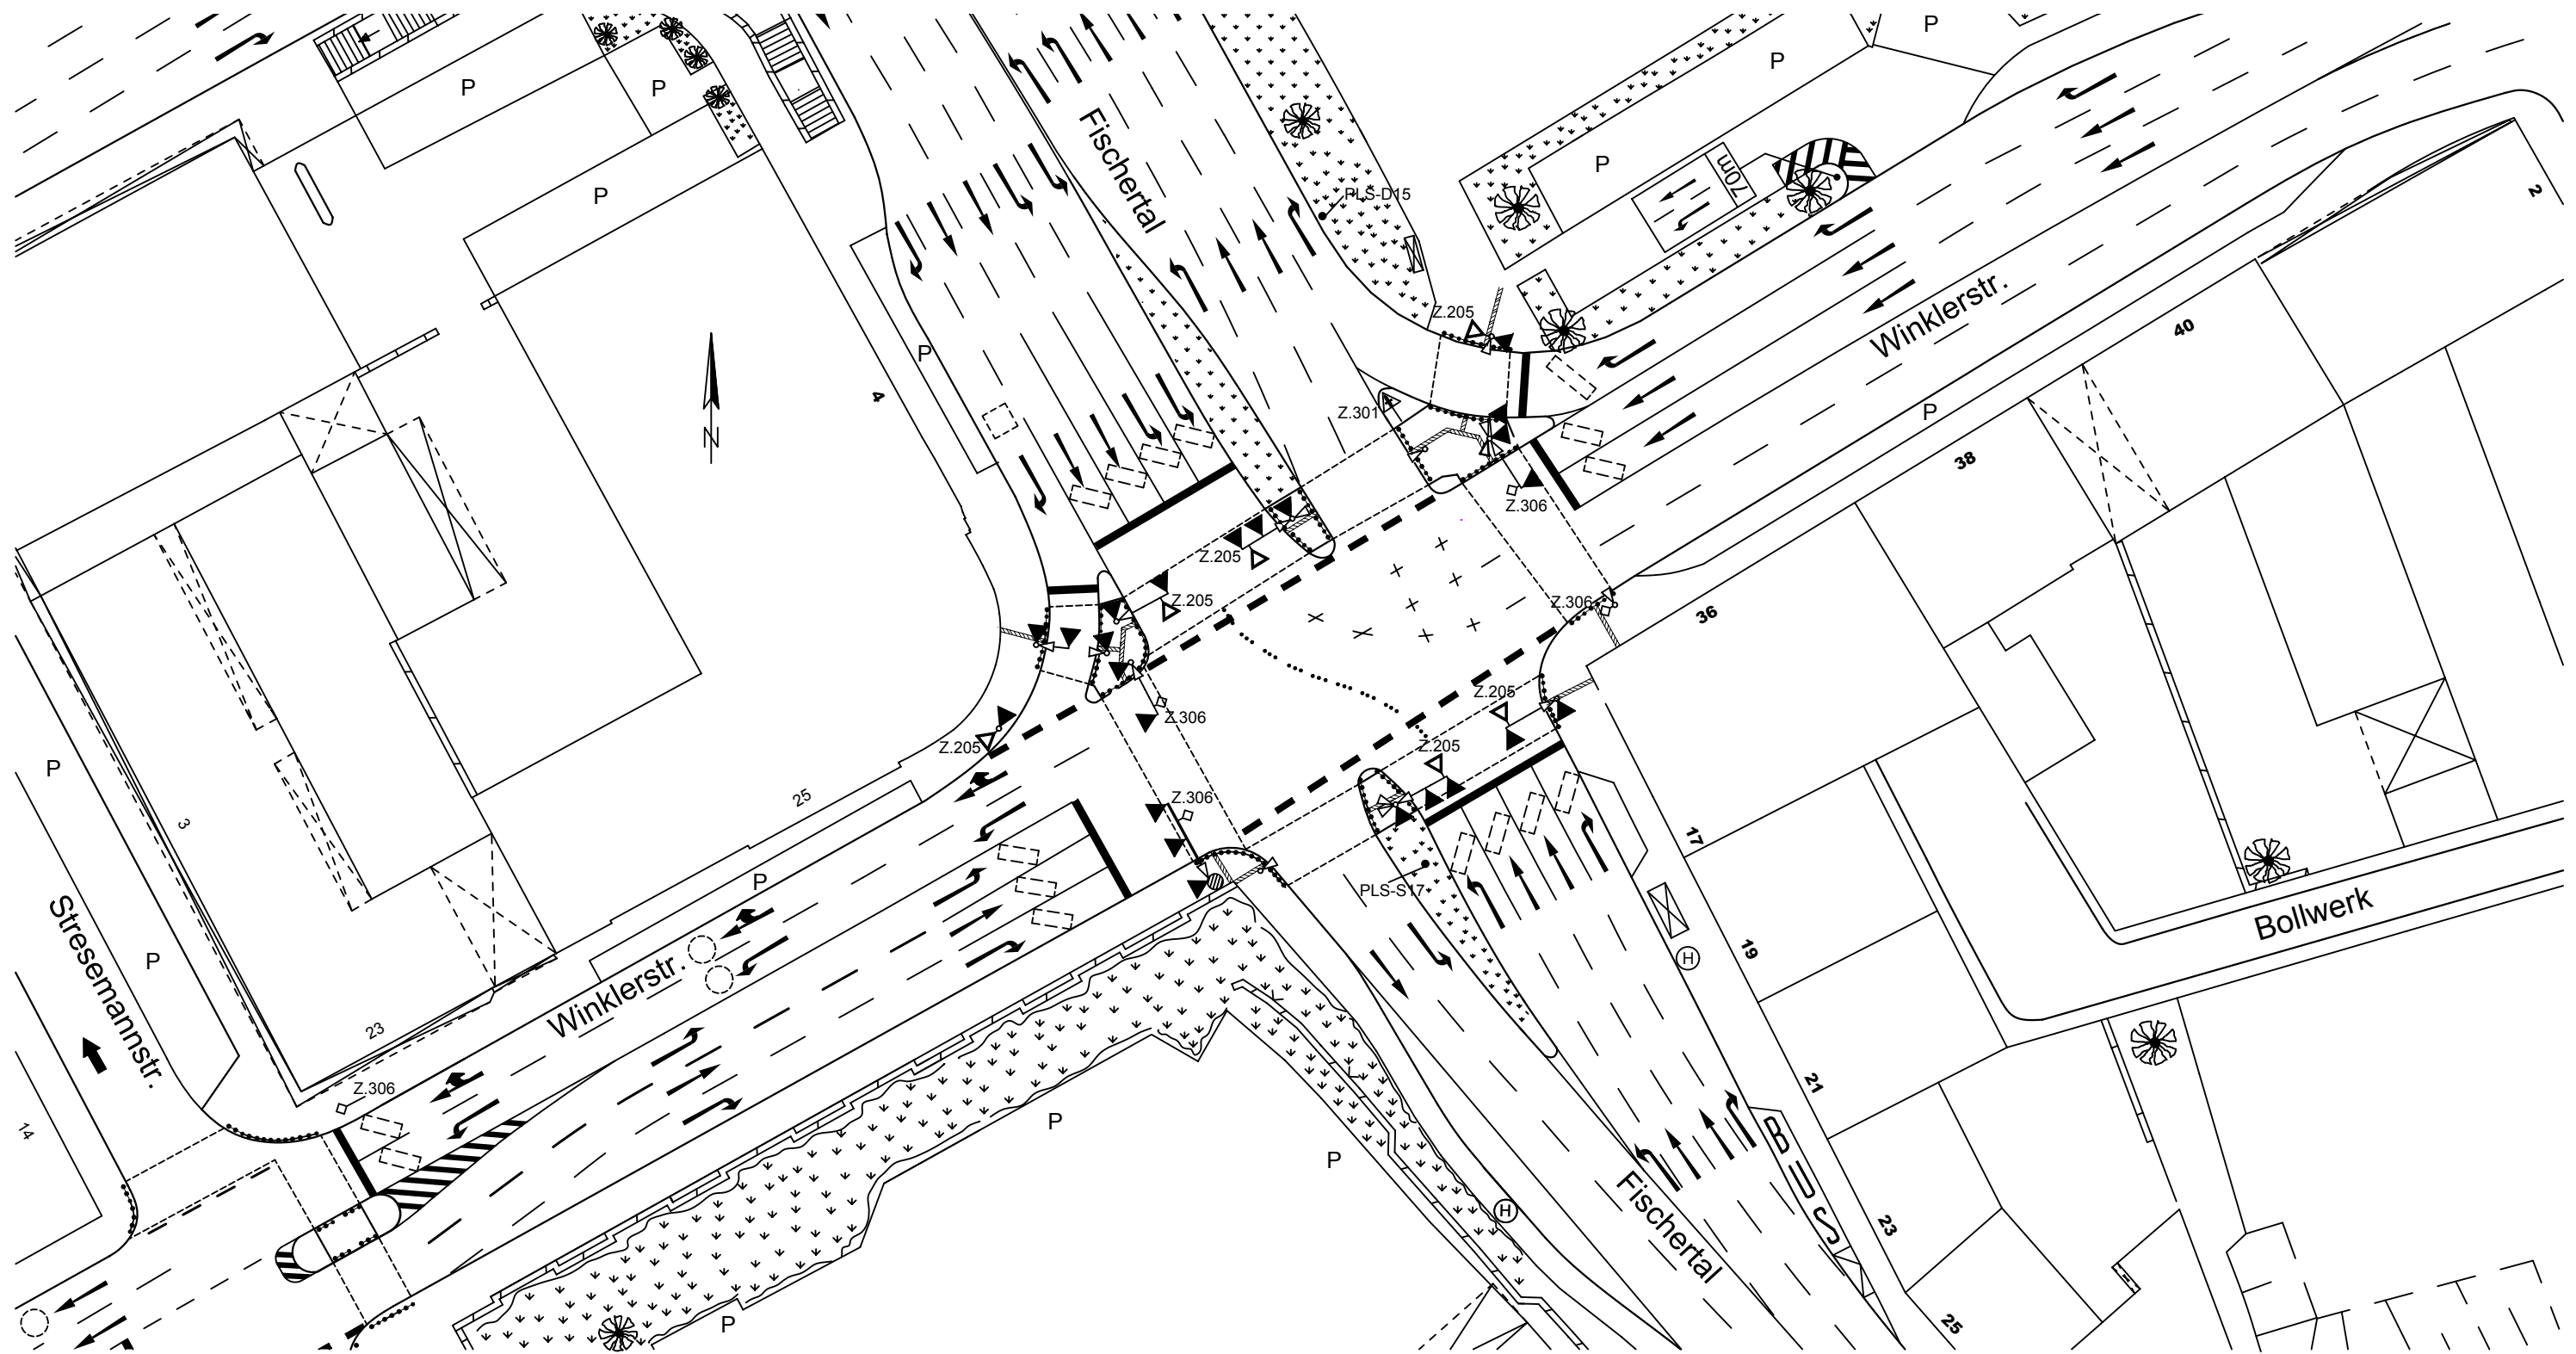 P
P
P
P
P
P
Fischertal
PLS-D15
70m
2
Z.205
Winklerstr.
40
P
4
Z.301
P
38
N
Z.306
Z.205
Z.205
Z.306
36
Z.205
Z.306
Z.205
Z.205
P
25
Z.306
3
17
P
PLS-S17
Stresemannstr.
P
Winklerstr.
H
19
Bollwerk
23
Z.306
14
P
P
21
BUS
H
Fischertal
23
P
25